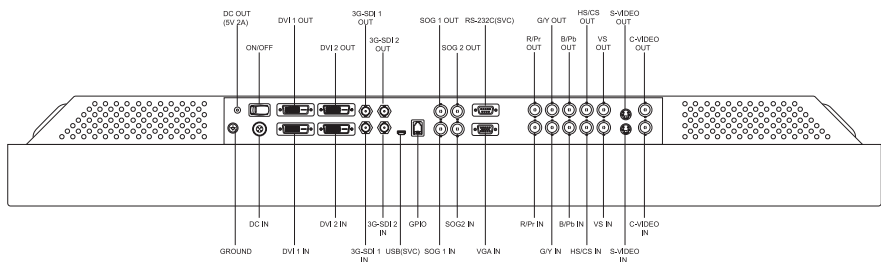 DC OUT
(5V 2A)
ON/OFF
DVI 1 OUT
DVI 2 OUT
3G-SDI 1
OUT
3G-SDI 2
OUT
SOG 1 OUT
SOG 2 OUT
RS-232C(SVC)
R/Pr
OUT
G/Y OUT
B/Pb
OUT
HS/CS
OUT
VS
OUT
S-VIDEO
OUT
C-VIDEO
OUT
GROUND
DC IN
DVI 1 IN
DVI 2 IN
3G-SDI 1
IN
3G-SDI 2
IN
USB(SVC)
GPIO
SOG 1 IN
SOG2 IN
VGA IN
R/Pr IN
G/Y IN
B/Pb IN
HS/CS IN
VS IN
S-VIDEO
IN
C-VIDEO
IN